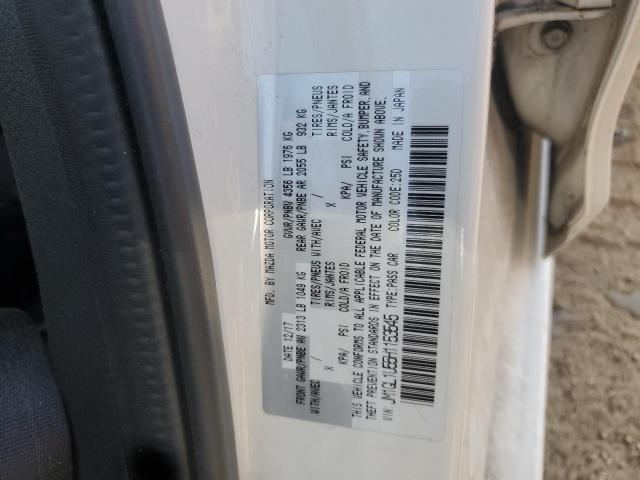 MFD. BY MAZDA MOTOR CORPORATION
DATE 12/17 GVWR/PNBV 4356 LB 1976 KG
FRONT GAWR/PNBE AV 2313 LB 1049 KG REAR GAWR/PNBE AR 2055 LB 932 KG
TIRES/PNEUS WITH/AVEC TIRES/PNEUS
RIMS/JANTES X RIMS/JANTES
KPA/ PSI COLD/A FROID KPA/ PSI COLD/A FROID
THIS VEHICLE CONFORMS TO ALL APPLICABLE FEDERAL MOTOR VEHICLE SAFETY, BUMPER, AND
THEFT PREVENTION STANDARDS IN EFFECT ON THE DATE OF MANUFACTURE SHOWN ABOVE.
VIN: TYPE:PASS CAR COLOR CODE:25D MADE IN JAPAN